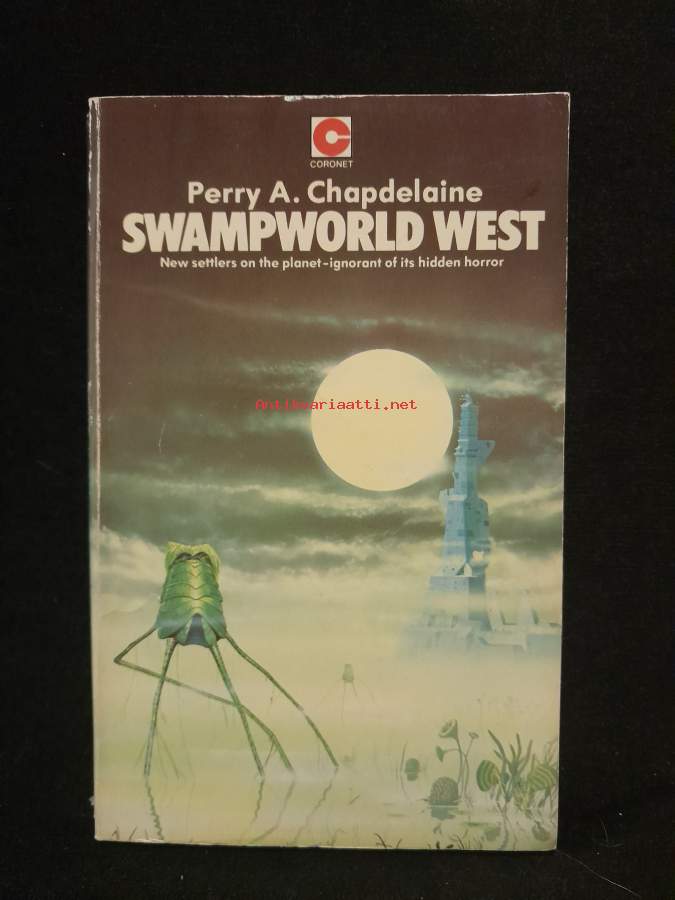 CORONET
Perry A. Chapdelaine
SWAMPWORLD WEST
New settlers on the planet-ignorant of its hidden horror
Antikvariaatti.net